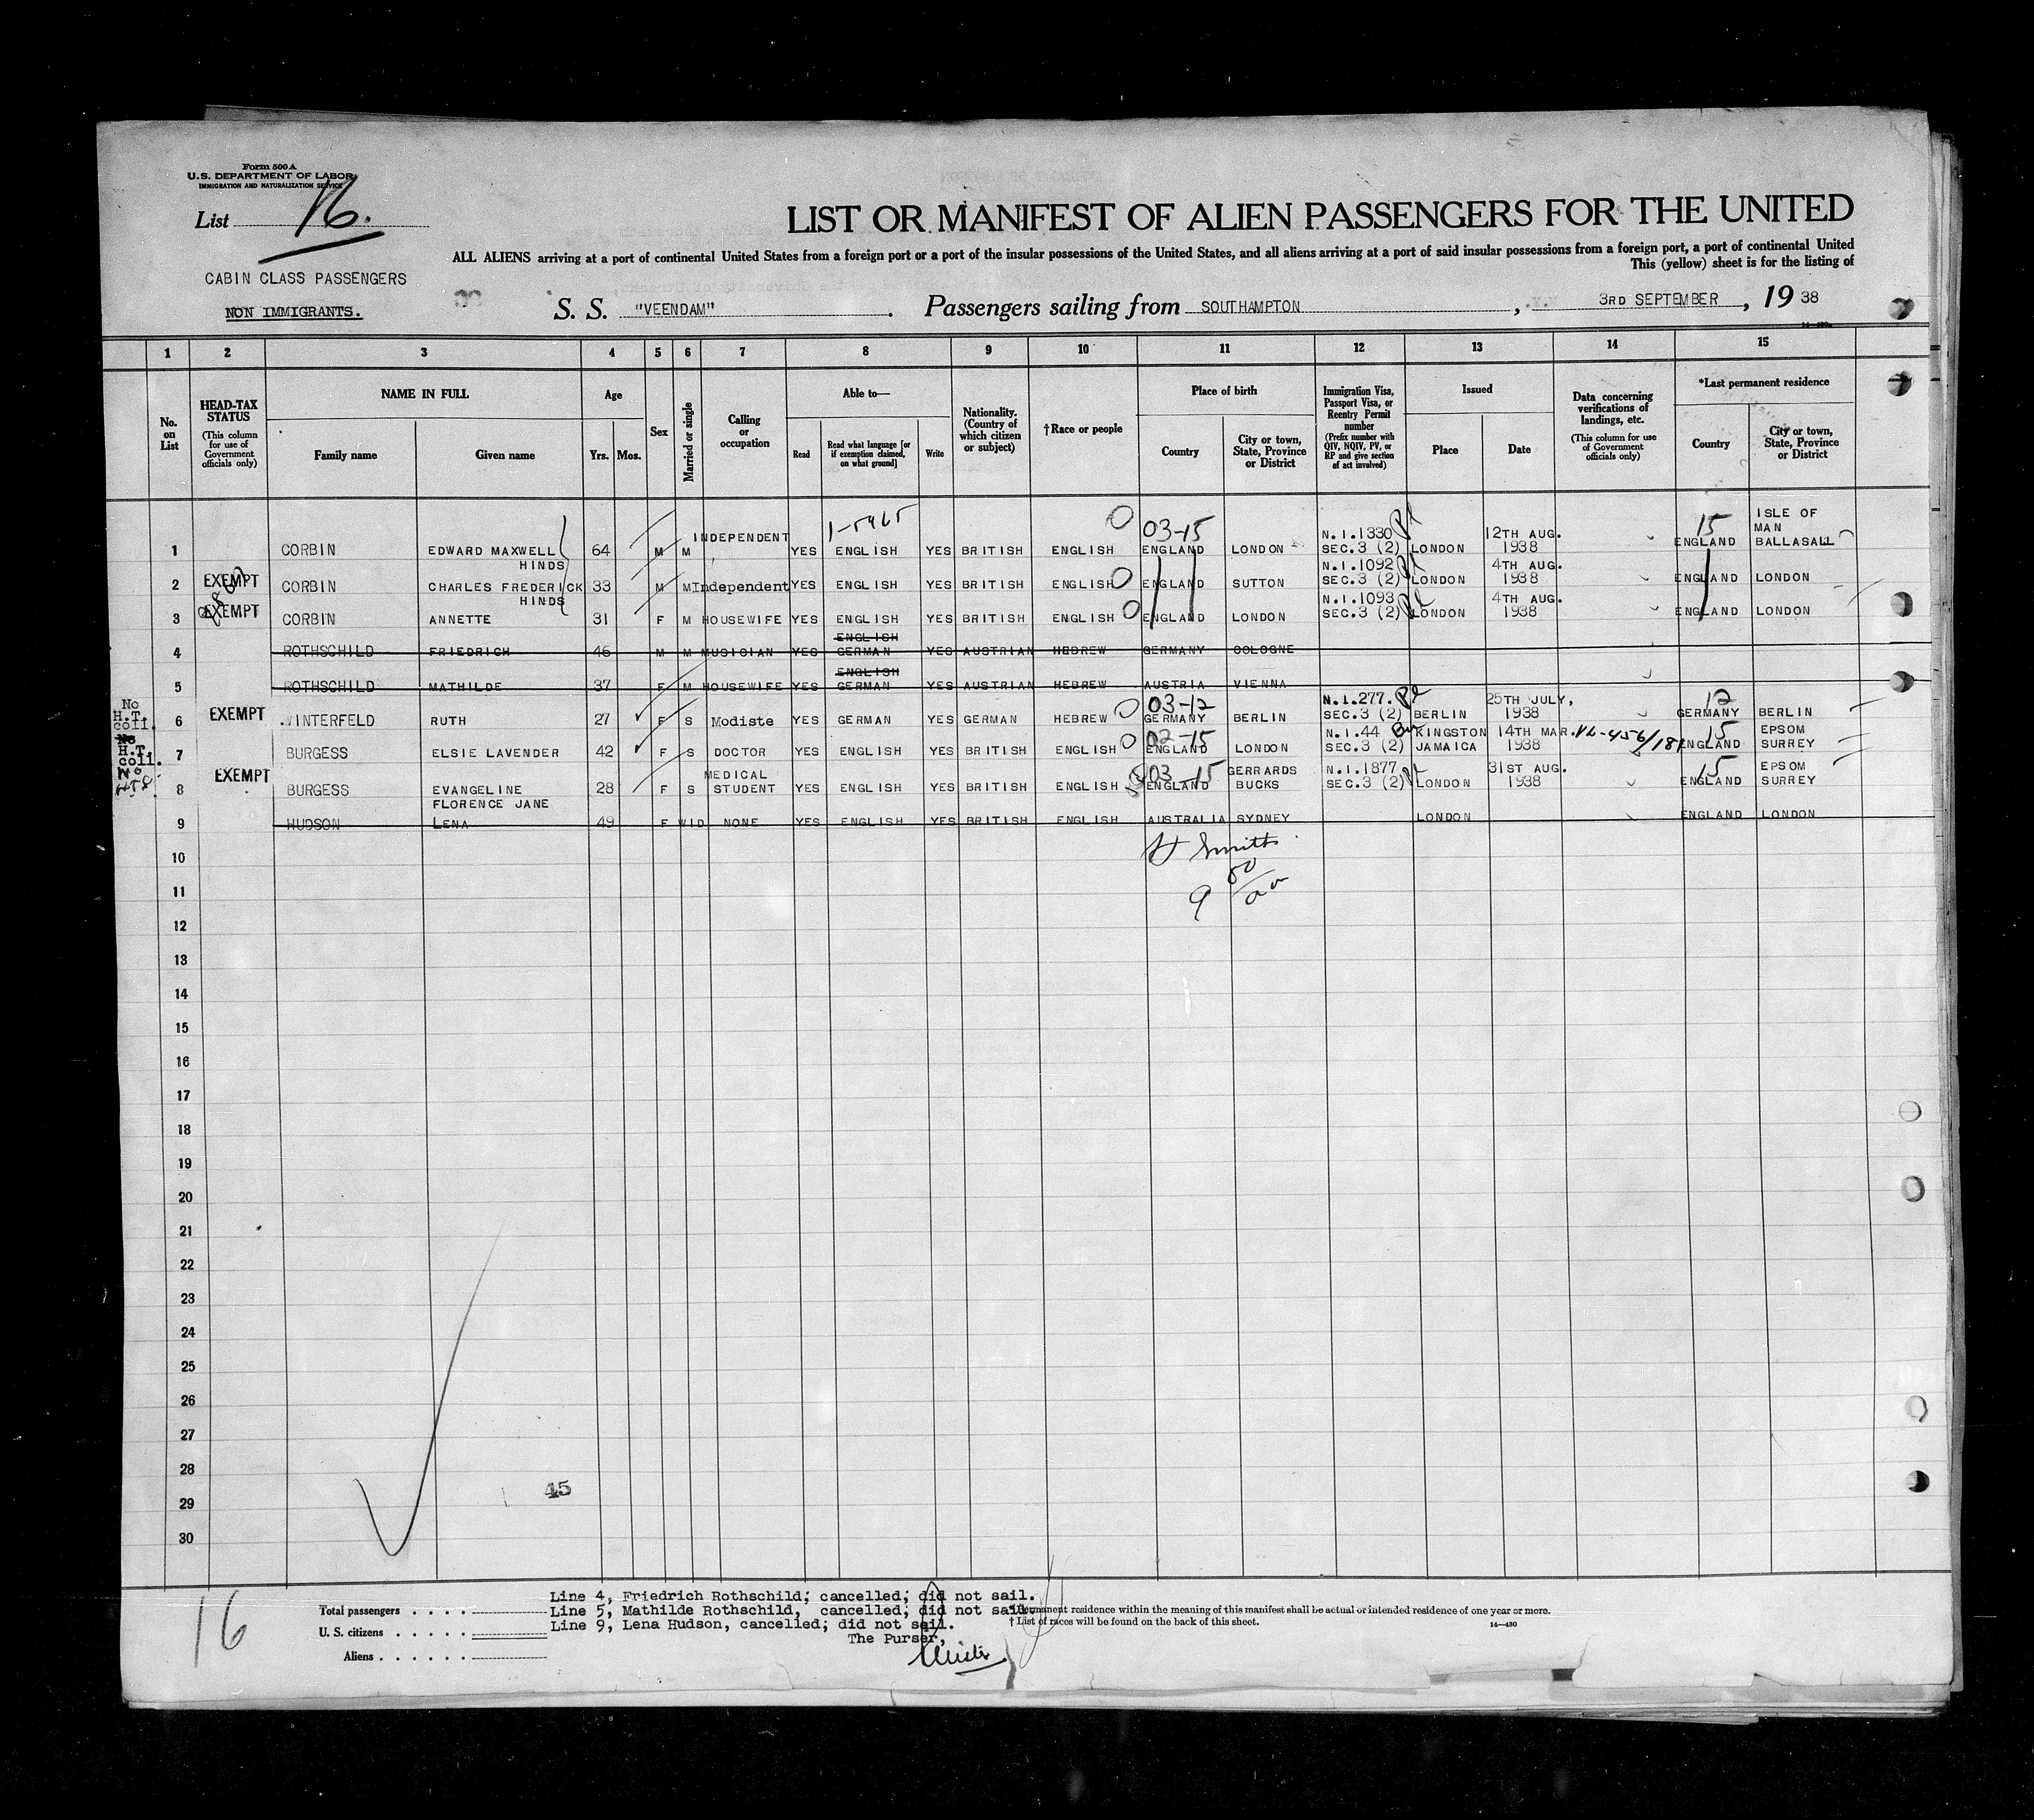 Form 500 A
U.S. DEPARTMENT OF LABOR
IMMIGRATION AND NATURALIZATION SERVICE
List 16.
LIST OR MANIFEST OF ALIEN PASSENGERS FOR THE UNITED
ALL ALIENS arriving at a port of continental United States from a foreign port or a port of the insular possessions of the United States, and all aliens arriving at a port of said insular possessions from a foreign port, a port of continental United
This (yellow) sheet is for the listing of
CABIN CLASS PASSENGERS
NON IMMIGRANTS.
S. S. "VEENDAM". Passengers sailing from SOUTHAMPTON, 3RD SEPTEMBER, 19 38
1 2 3 4 5 6 7 8 9 10 11 12 13 14 15
No. on List
HEAD-TAX STATUS (This column for use of Government officials only)
NAME IN FULL
Family name Given name
Age
Yrs. Mos.
Sex
Married or single
Calling or occupation
Able to—
Read Read what language [or if exemption claimed, on what ground] Write
Nationality. (Country of which citizen or subject)
†Race or people
Place of birth
Country City or town, State, Province or District
Immigration Visa, Passport Visa, or Reentry Permit number (Prefix number with QIV, NQIV, PV, or RP and give section of act involved)
Issued
Place Date
Data concerning verifications of landings, etc. (This column for use of Government officials only)
*Last permanent residence
Country City or town, State, Province or District
1-5965 03-15 15 ISLE OF
INDEPENDENT N.I.1330 12TH AUG. MAN
1 CORBIN EDWARD MAXWELL 64 M M YES ENGLISH YES BRITISH ENGLISH ENGLAND LONDON SEC.3 (2) LONDON 1938 ENGLAND BALLASALL
HINDS N.I.1092 4TH AUG.
2 EXEMPT CORBIN CHARLES FREDERICK 33 M M Independent YES ENGLISH YES BRITISH ENGLISH ENGLAND SUTTON SEC.3 (2) LONDON 1938 ENGLAND LONDON
HINDS N.I.1093 4TH AUG.
3 EXEMPT CORBIN ANNETTE 31 F M HOUSEWIFE YES ENGLISH YES BRITISH ENGLISH ENGLAND LONDON SEC.3 (2) LONDON 1938 ENGLAND LONDON
ENGLISH
4 ROTHSCHILD FRIEDRICH 46 M M MUSICIAN YES GERMAN YES AUSTRIAN HEBREW GERMANY COLOGNE
ENGLISH
5 ROTHSCHILD MATHILDE 37 F M HOUSEWIFE YES GERMAN YES AUSTRIAN HEBREW AUSTRIA VIENNA
No H.T. coll. 03-12 N.I.277. 25TH JULY, 12
6 EXEMPT WINTERFELD RUTH 27 F S Modiste YES GERMAN YES GERMAN HEBREW GERMANY BERLIN SEC.3 (2) BERLIN 1938 GERMANY BERLIN
No H.T. coll. 02-15 N.I.44 KINGSTON 14TH MAR. 15 EPSOM
7 BURGESS ELSIE LAVENDER 42 F S DOCTOR YES ENGLISH YES BRITISH ENGLISH ENGLAND LONDON SEC.3 (2) JAMAICA 1938 ENGLAND SURREY
No EXEMPT MEDICAL 03-15 GERRARDS N.I.1877 31ST AUG. 15 EPSOM
8 BURGESS EVANGELINE 28 F S STUDENT YES ENGLISH YES BRITISH ENGLISH ENGLAND BUCKS SEC.3 (2) LONDON 1938 ENGLAND SURREY
FLORENCE JANE
9 HUDSON LENA 49 F WID NONE YES ENGLISH YES BRITISH ENGLISH AUSTRALIA SYDNEY LONDON ENGLAND LONDON
10
11
12
13
14
15
16
17
18
19
20
21
22
23
24
25
26
27
28
45
29
30
16
Line 4, Friedrich Rothschild; cancelled; did not sail.
Total passengers
Line 5, Mathilde Rothschild, cancelled; did not sail.
U. S. citizens
Line 9, Lena Hudson, cancelled; did not sail.
The Purser,
Aliens
*Permanent residence within the meaning of this manifest shall be actual or intended residence of one year or more.
† List of races will be found on the back of this sheet.
14—430